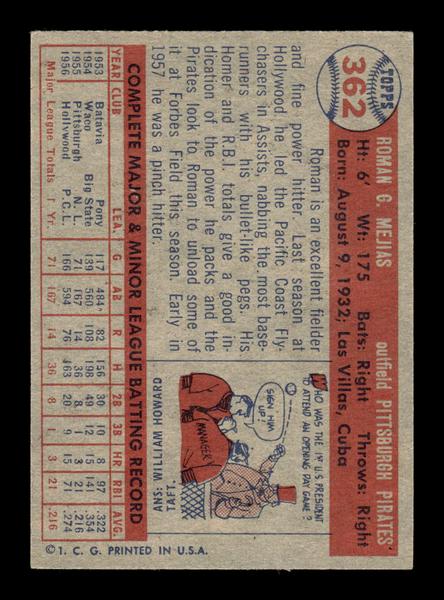 TOPPS
362
ROMAN G. MEJIAS outfield PITTSBURGH PIRATES
Ht: 6' Wt: 175 Bats: Right Throws: Right
Born: August 9, 1932; Las Villas, Cuba
Roman is an excellent fielder
and fine power hitter. Last season at
Hollywood, he led the Pacific Coast Fly-
chasers in Assists, nabbing the most base-
runners with his bullet-like pegs. His
Homer and R.B.I. totals give a good in-
dication of the power he packs and the
Pirates look to Roman to unload some of
it at Forbes Field this season. Early in
1957 he was a pinch hitter.
WHO WAS THE 1st U.S. PRESIDENT
TO ATTEND AN OPENING DAY GAME?
SIGN HIM
UP!
MANAGER
ANS: WILLIAM HOWARD
TAFT.
COMPLETE MAJOR & MINOR LEAGUE BATTING RECORD
YEAR CLUB LEA. G AB R H 2B 3B HR RBI AVG.
1953 Batavia Pony 117 484* 82 156 30 10 8 97 .322
1954 Waco Big State 139 560 198 15 141 .354
1955 Pittsburgh N.L. 71 167 14 36 8 1 3 21 .216
1956 Hollywood P.C.L. 166 594 76 163 .274
Major League Totals 1 Yr. 71 167 14 36 8 1 3 21 .216
©T. C. G. PRINTED IN U.S.A.